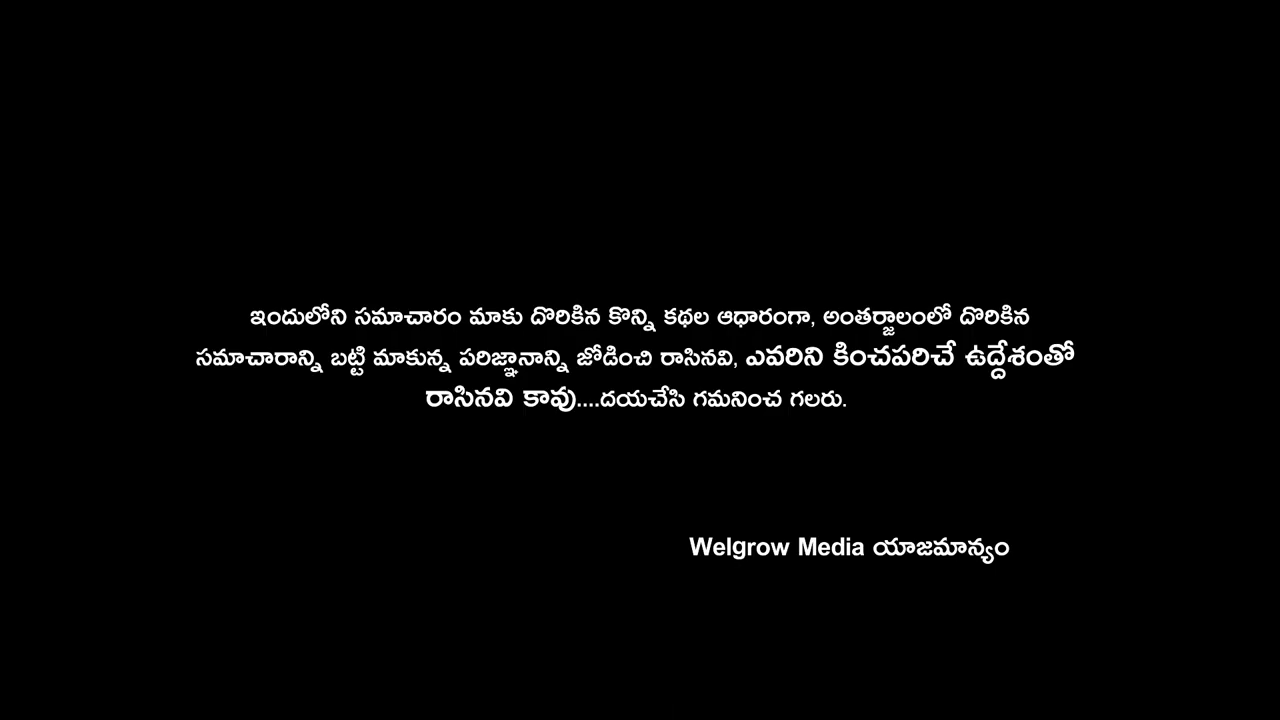 ఇందులోని సమాచారం మాకు దొరికిన కొన్ని కథల ఆధారంగా, అంతర్జాలంలో దొరికిన
సమాచారాన్ని బట్టి మాకున్న పరిజ్ఞానాన్ని జోడించి రాసినవి, ఎవరిని కించపరిచే ఉద్దేశంతో
రాసినవి కావు....దయచేసి గమనించ గలరు.
Welgrow Media యాజమాన్యం